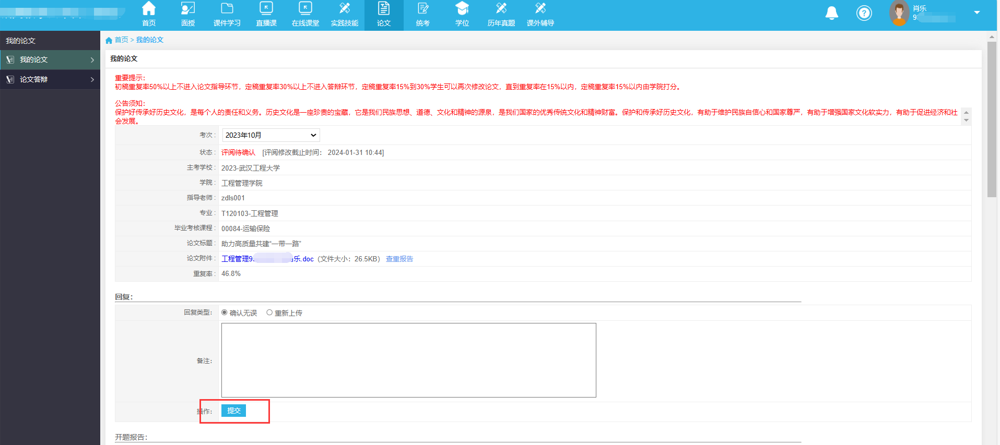 首页
面授
课件学习
直播课
在线课堂
实践技能
论文
统考
学位
历年真题
课外辅导
肖乐
9
我的论文
我的论文
论文答辩
首页 > 我的论文
我的论文
重要提示：
初稿重复率50%以上不进入论文指导环节，定稿重复率30%以上不进入答辩环节，定稿重复率15%到30%学生可以再次修改论文，直到重复率在15%以内，定稿重复率15%以内由学院打分。
公告须知：
保护好传承好历史文化，是每个人的责任和义务。历史文化是一座珍贵的宝藏，它是我们民族思想、道德、文化和精神的源泉，是我们国家的优秀传统文化和精神财富。保护和传承好历史文化，有助于维护民族自信心和国家尊严，有助于增强国家文化软实力，有助于促进经济和社
会发展。
考次： 2023年10月
状态： 评阅待确认 [评阅修改截止时间： 2024-01-31 10:44]
主考学校： 2023-武汉工程大学
学院： 工程管理学院
指导老师： zdls001
专业： T120103-工程管理
毕业考核课程： 00084-运输保险
论文标题： 助力高质量共建“一带一路”
论文附件： 工程管理9 乐.doc（文件大小：26.5KB） 查重报告
重复率： 46.8%
回复：
回复类型： 确认无误 重新上传
备注：
操作： 提交
开题报告：